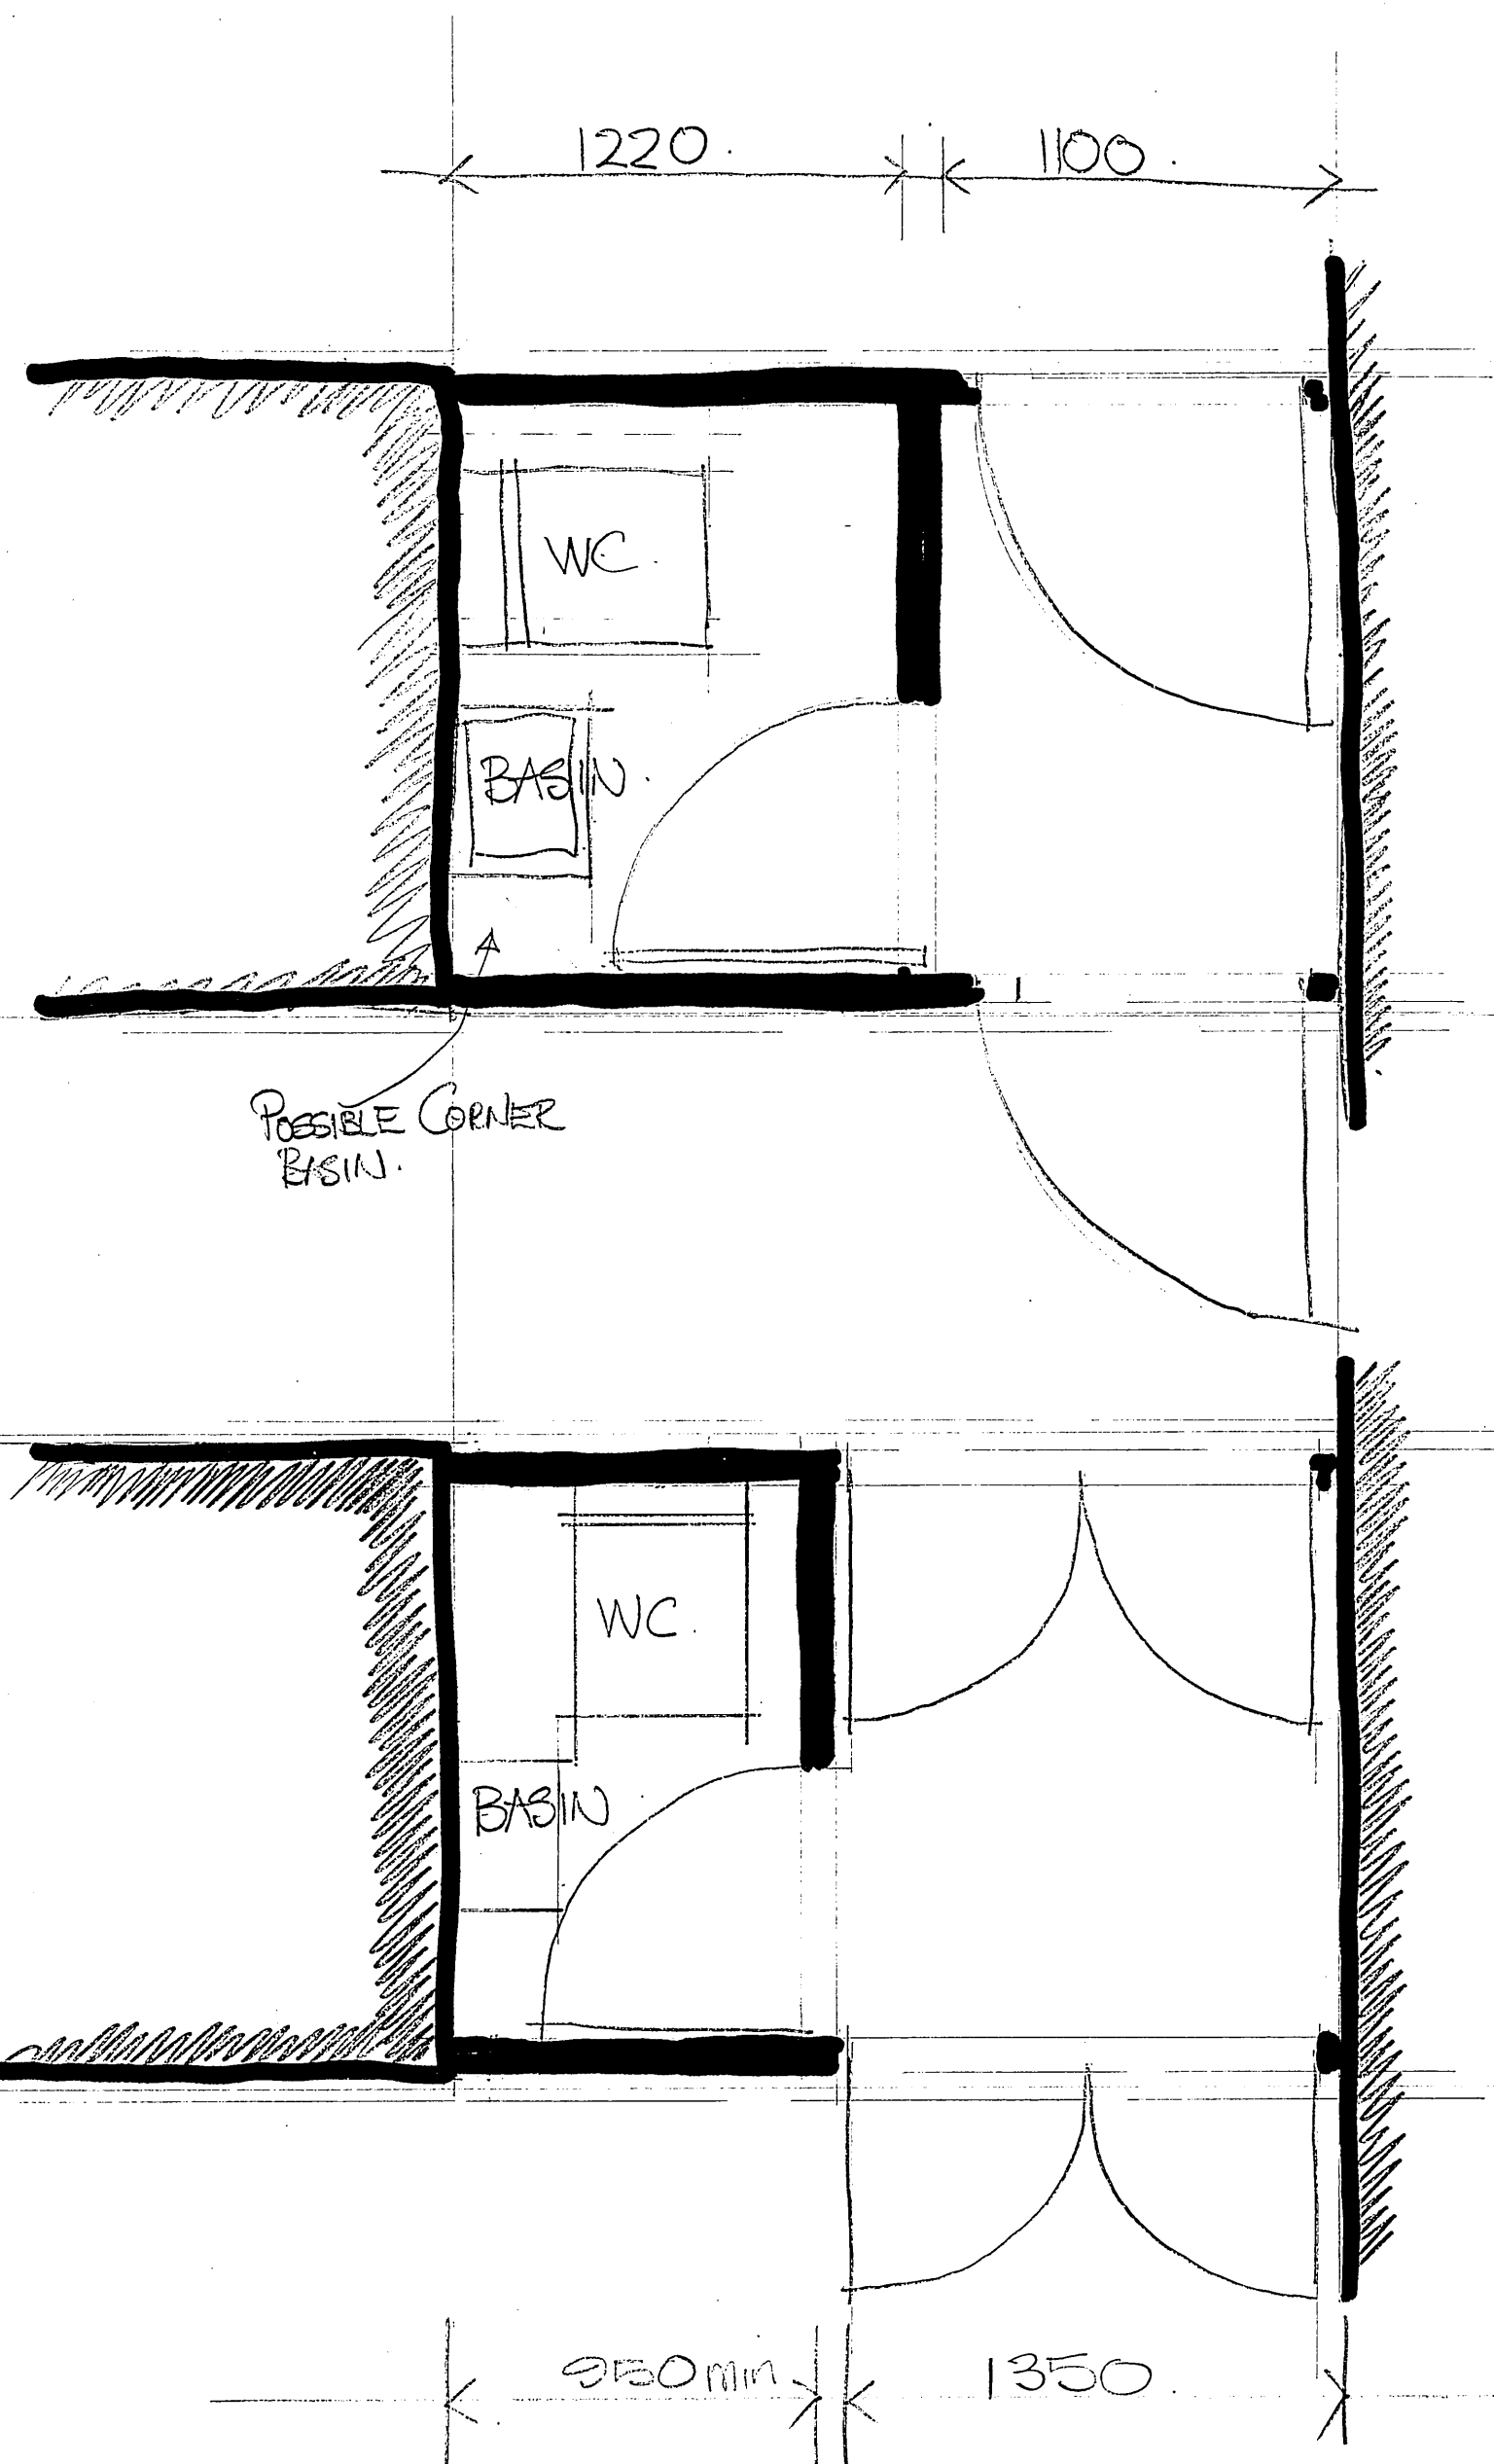 1220.
1100.
WC.
BASIN.
POSSIBLE CORNER
BASIN.
WC.
BASIN
950min
1350.